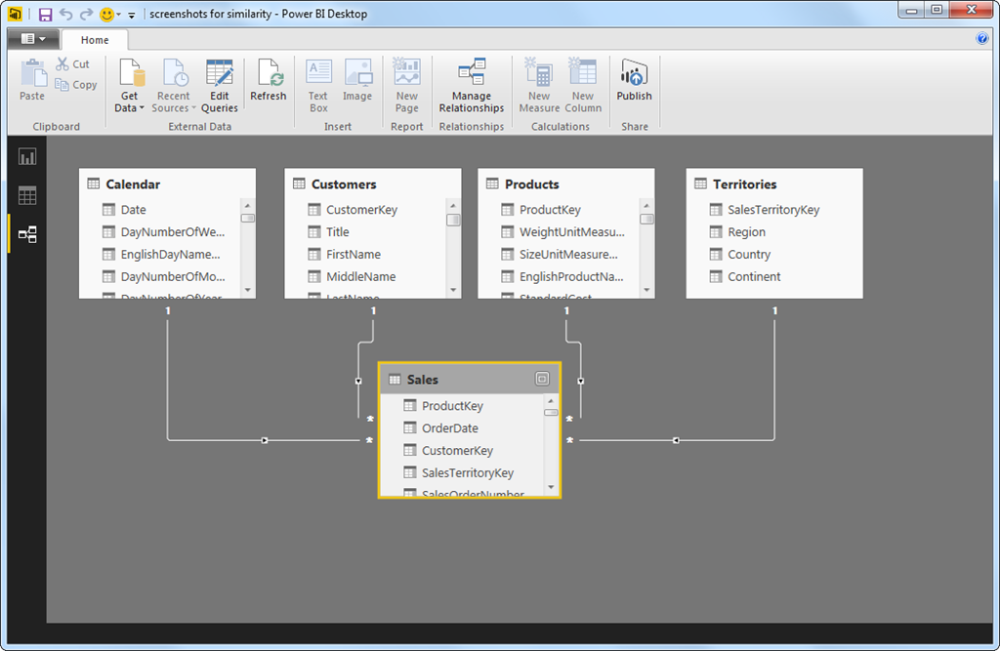 screenshots for similarity - Power BI Desktop
Home
Paste
Cut
Copy
Clipboard
Get Data
Recent Sources
Edit Queries
Refresh
External Data
Text Box
Image
Insert
New Page
Report
Manage Relationships
Relationships
New Measure
New Column
Calculations
Publish
Share
Calendar
Date
DayNumberOfWe...
EnglishDayName...
DayNumberOfMo...
DayNumberOfYear
Customers
CustomerKey
Title
FirstName
MiddleName
LastName
Products
ProductKey
WeightUnitMeasu...
SizeUnitMeasure...
EnglishProductNa...
StandardCost
Territories
SalesTerritoryKey
Region
Country
Continent
1
1
1
1
Sales
ProductKey
OrderDate
CustomerKey
SalesTerritoryKey
SalesOrderNumber
*
*
*
*